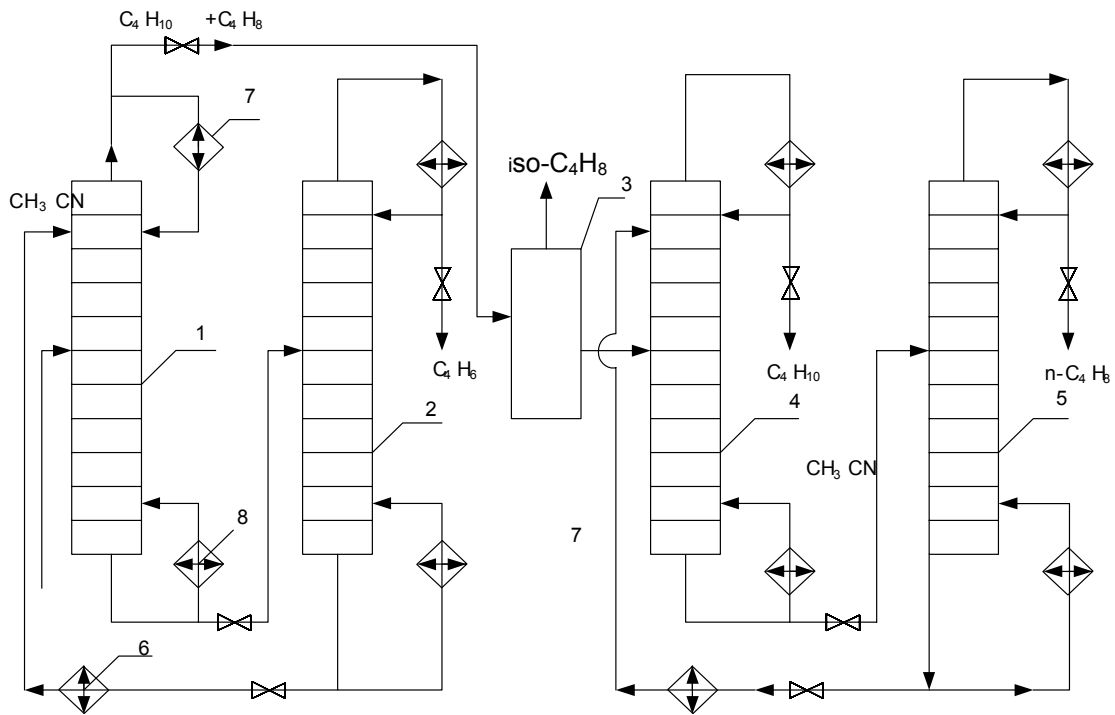 C₄ H₁₀ +C₄ H₈
7
iso-C₄H₈
3
CH₃ CN
1
C₄ H₆
C₄ H₁₀
n-C₄ H₈
2
4
5
CH₃ CN
8
7
6